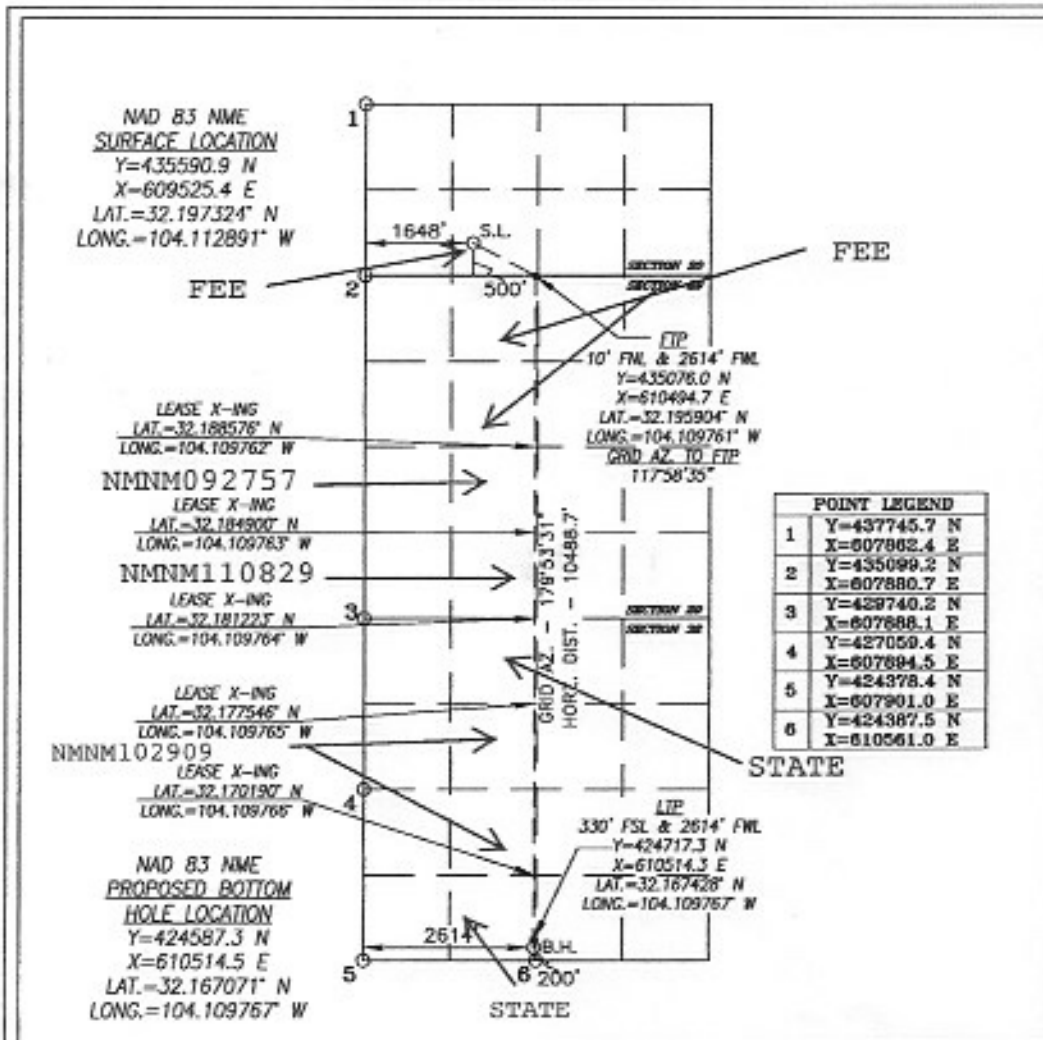 NAD 83 NME
SURFACE LOCATION
Y=435590.9 N
X=609525.4 E
LAT.=32.197324° N
LONG.=104.112891° W
FEE
1
1648'
S.L.
500'
2
SECTION 20
FEE
FTP
10' FNL & 2614' FWL
Y=435076.0 N
X=610494.7 E
LAT.=32.195904° N
LONG.=104.109761° W
GRID AZ. TO FTP
117°58'35"
LEASE X-ING
LAT.=32.188576° N
LONG.=104.109762° W
NMNM092757
LEASE X-ING
LAT.=32.184900° N
LONG.=104.109763° W
NMNM110829
LEASE X-ING
LAT.=32.181223° N
LONG.=104.109764° W
3
SECTION 29
SECTION 32
GRID AZ. - 179°53'31"
HORZ. DIST. - 10488.7'
LEASE X-ING
LAT.=32.177546° N
LONG.=104.109765° W
NMNM102909
LEASE X-ING
LAT.=32.170190° N
LONG.=104.109766° W
4
STATE
POINT LEGEND
1 Y=437745.7 N
X=607862.4 E
2 Y=435099.2 N
X=607880.7 E
3 Y=429740.2 N
X=607888.1 E
4 Y=427059.4 N
X=607894.5 E
5 Y=424378.4 N
X=607901.0 E
6 Y=424387.5 N
X=610561.0 E
LTP
330' FSL & 2614' FWL
Y=424717.3 N
X=610514.3 E
LAT.=32.167428° N
LONG.=104.109767° W
NAD 83 NME
PROPOSED BOTTOM
HOLE LOCATION
Y=424587.3 N
X=610514.5 E
LAT.=32.167071° N
LONG.=104.109767° W
2614'
B.H.
5
6
200'
STATE